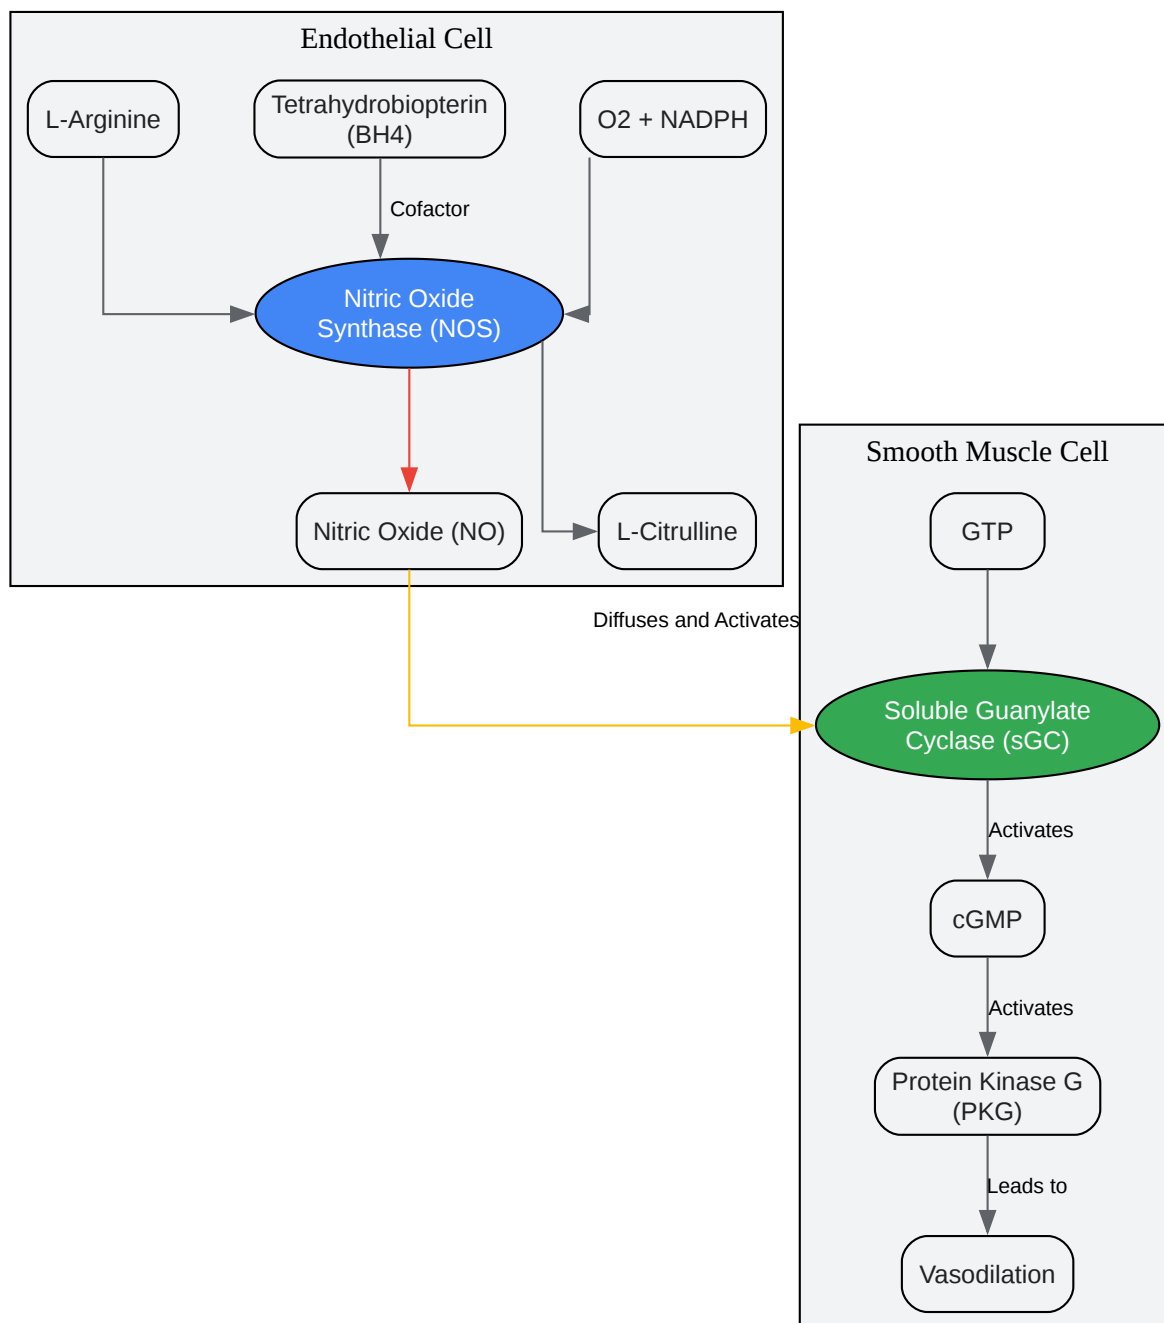 Endothelial Cell
L-Arginine
Tetrahydrobiopterin
(BH4)
O2 + NADPH
Cofactor
Nitric Oxide
Synthase (NOS)
Nitric Oxide (NO)
L-Citrulline
Diffuses and Activates
Smooth Muscle Cell
GTP
Soluble Guanylate
Cyclase (sGC)
Activates
cGMP
Activates
Protein Kinase G
(PKG)
Leads to
Vasodilation